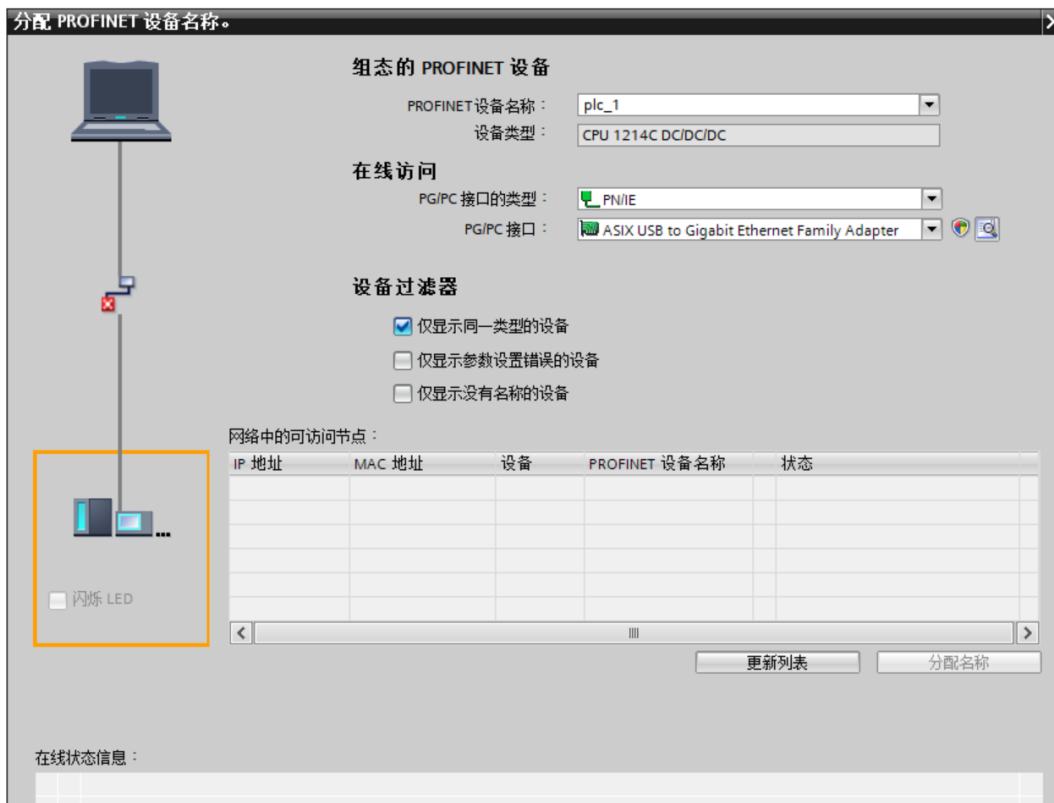 分配 PROFINET 设备名称。
组态的 PROFINET 设备
PROFINET设备名称：
plc_1
设备类型：
CPU 1214C DC/DC/DC
在线访问
PG/PC 接口的类型：
PN/IE
PG/PC 接口：
ASIX USB to Gigabit Ethernet Family Adapter
设备过滤器
仅显示同一类型的设备
仅显示参数设置错误的设备
仅显示没有名称的设备
网络中的可访问节点：
IP 地址 MAC 地址 设备 PROFINET 设备名称 状态
闪烁 LED
更新列表 分配名称
在线状态信息：